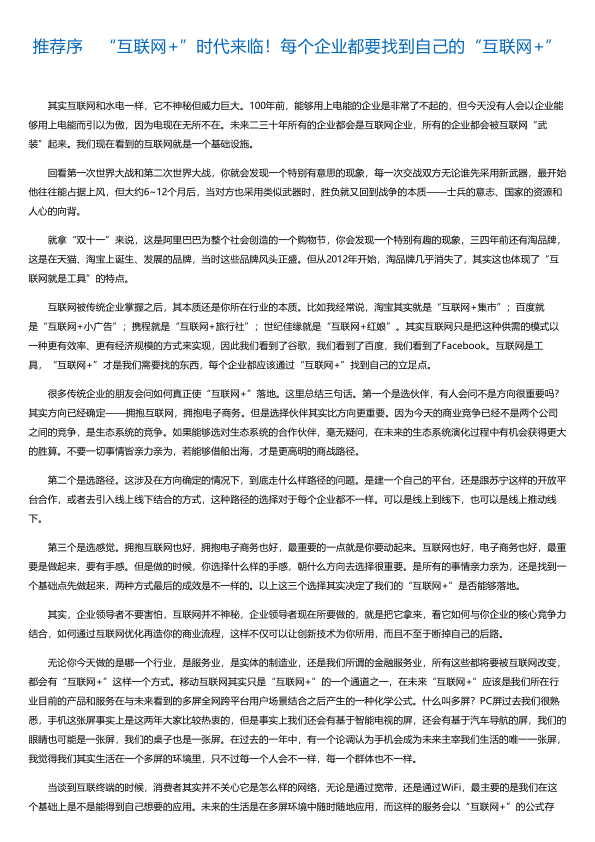 推荐序　“互联网+”时代来临！每个企业都要找到自己的“互联网+”
其实互联网和水电一样，它不神秘但威力巨大。100年前，能够用上电能的企业是非常了不起的，但今天没有人会以企业能
够用上电能而引以为傲，因为电现在无所不在。未来二三十年所有的企业都会是互联网企业，所有的企业都会被互联网“武
装”起来。我们现在看到的互联网就是一个基础设施。
回看第一次世界大战和第二次世界大战，你就会发现一个特别有意思的现象，每一次交战双方无论谁先采用新武器，最开始
他往往能占据上风，但大约6~12个月后，当对方也采用类似武器时，胜负就又回到战争的本质——士兵的意志、国家的资源和
人心的向背。
就拿“双十一”来说，这是阿里巴巴为整个社会创造的一个购物节，你会发现一个特别有趣的现象，三四年前还有淘品牌，
这是在天猫、淘宝上诞生、发展的品牌，当时这些品牌风头正盛。但从2012年开始，淘品牌几乎消失了，其实这也体现了“互
联网就是工具”的特点。
互联网被传统企业掌握之后，其本质还是你所在行业的本质。比如我经常说，淘宝其实就是“互联网+集市”；百度就
是“互联网+小广告”；携程就是“互联网+旅行社”；世纪佳缘就是“互联网+红娘”。其实互联网只是把这种供需的模式以
一种更有效率、更有经济规模的方式来实现，因此我们看到了谷歌，我们看到了百度，我们看到了Facebook。互联网是工
具，“互联网+”才是我们需要找的东西，每个企业都应该通过“互联网+”找到自己的立足点。
很多传统企业的朋友会问如何真正使“互联网+”落地。这里总结三句话。第一个是选伙伴，有人会问不是方向很重要吗？
其实方向已经确定——拥抱互联网，拥抱电子商务。但是选择伙伴其实比方向更重要。因为今天的商业竞争已经不是两个公司
之间的竞争，是生态系统的竞争。如果能够选对生态系统的合作伙伴，毫无疑问，在未来的生态系统演化过程中有机会获得更大
的胜算。不要一切事情皆亲力亲为，若能够借船出海，才是更高明的商战路径。
第二个是选路径。这涉及在方向确定的情况下，到底走什么样路径的问题。是建一个自己的平台，还是跟苏宁这样的开放平
台合作，或者去引入线上线下结合的方式，这种路径的选择对于每个企业都不一样。可以是线上到线下，也可以是线上推动线
下。
第三个是选感觉。拥抱互联网也好，拥抱电子商务也好，最重要的一点就是你要动起来。互联网也好，电子商务也好，最重
要是做起来，要有手感。但是做的时候，你选择什么样的手感，朝什么方向去选择很重要。是所有的事情亲力亲为，还是找到一
个基础点先做起来，两种方式最后的成效是不一样的。以上这三个选择其实决定了我们的“互联网+”是否能够落地。
其实，企业领导者不要害怕，互联网并不神秘，企业领导者现在所要做的，就是把它拿来，看它如何与你企业的核心竞争力
结合，如何通过互联网优化再造你的商业流程，这样不仅可以让创新技术为你所用，而且不至于断掉自己的后路。
无论你今天做的是哪一个行业，是服务业，是实体的制造业，还是我们所谓的金融服务业，所有这些都将要被互联网改变，
都会有“互联网+”这样一个方式。移动互联网其实只是“互联网+”的一个通道之一，在未来“互联网+”应该是我们所在行
业目前的产品和服务在与未来看到的多屏全网跨平台用户场景结合之后产生的一种化学公式。什么叫多屏？PC屏过去我们很熟
悉，手机这张屏事实上是这两年大家比较热衷的，但是事实上我们还会有基于智能电视的屏，还会有基于汽车导航的屏，我们的
眼睛也可能是一张屏，我们的桌子也是一张屏。在过去的一年中，有一个论调认为手机会成为未来主宰我们生活的唯一一张屏，
我觉得我们其实生活在一个多屏的环境里，只不过每一个人会不一样，每一个群体也不一样。
当谈到互联终端的时候，消费者其实并不关心它是怎么样的网络，无论是通过宽带，还是通过WiFi，最主要的是我们在这
个基础上是不是能得到自己想要的应用。未来的生活是在多屏环境中随时随地应用，而这样的服务会以“互联网+”的公式存